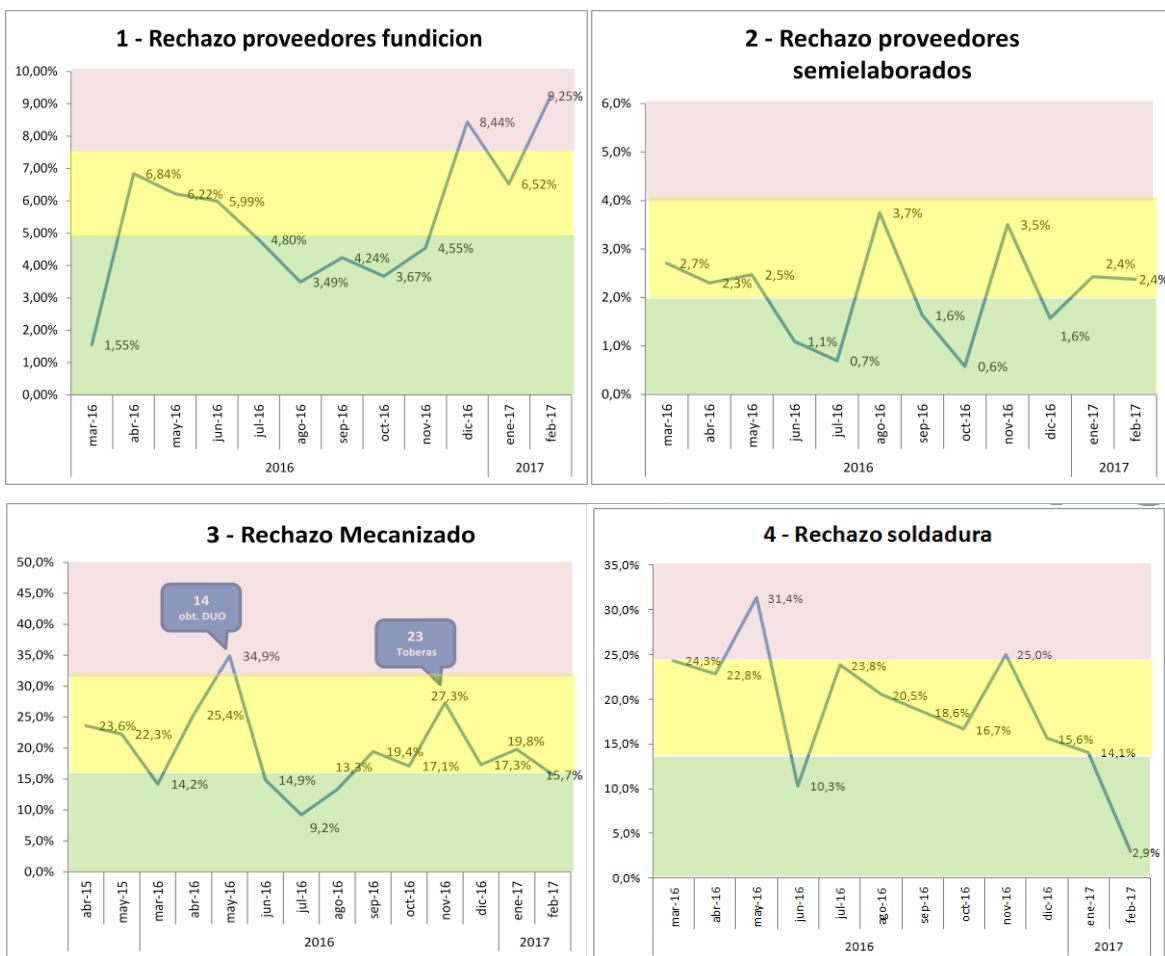 1 - Rechazo proveedores fundicion
10,00%
9,00%
8,00%
7,00%
6,00%
5,00%
4,00%
3,00%
2,00%
1,00%
0,00%
1,55%
6,84%
6,22%
5,99%
4,80%
3,49%
4,24%
3,67%
4,55%
8,44%
6,52%
9,25%
mar-16
abr-16
may-16
jun-16
jul-16
ago-16
sep-16
oct-16
nov-16
dic-16
ene-17
feb-17
2016
2017
2 - Rechazo proveedores
semielaborados
6,0%
5,0%
4,0%
3,0%
2,0%
1,0%
0,0%
2,7%
2,3%
2,5%
1,1%
0,7%
3,7%
1,6%
0,6%
3,5%
1,6%
2,4%
2,4%
mar-16
abr-16
may-16
jun-16
jul-16
ago-16
sep-16
oct-16
nov-16
dic-16
ene-17
feb-17
2016
2017
3 - Rechazo Mecanizado
50,0%
45,0%
40,0%
35,0%
30,0%
25,0%
20,0%
15,0%
10,0%
5,0%
0,0%
14
obt. DUO
23
Toberas
23,6%
22,3%
14,2%
25,4%
34,9%
14,9%
9,2%
13,3%
19,4%
17,1%
27,3%
17,3%
19,8%
15,7%
abr-15
may-15
mar-16
abr-16
may-16
jun-16
jul-16
ago-16
sep-16
oct-16
nov-16
dic-16
ene-17
feb-17
2016
2017
4 - Rechazo soldadura
35,0%
30,0%
25,0%
20,0%
15,0%
10,0%
5,0%
0,0%
24,3%
22,8%
31,4%
10,3%
23,8%
20,5%
18,6%
16,7%
25,0%
15,6%
14,1%
2,9%
mar-16
abr-16
may-16
jun-16
jul-16
ago-16
sep-16
oct-16
nov-16
dic-16
ene-17
feb-17
2016
2017